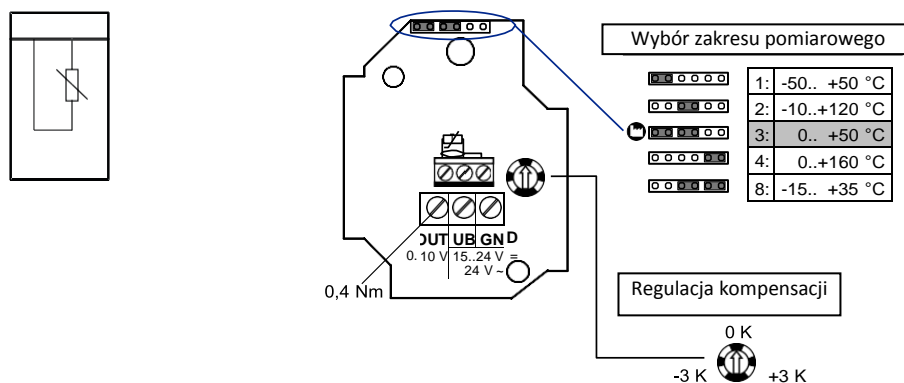 Wybór zakresu pomiarowego
1: -50.. +50 °C
2: -10..+120 °C
3: 0.. +50 °C
4: 0..+160 °C
8: -15.. +35 °C
OUT UB GND
0..10 V 15..24 V =
24 V ~
0,4 Nm
Regulacja kompensacji
0 K
-3 K +3 K